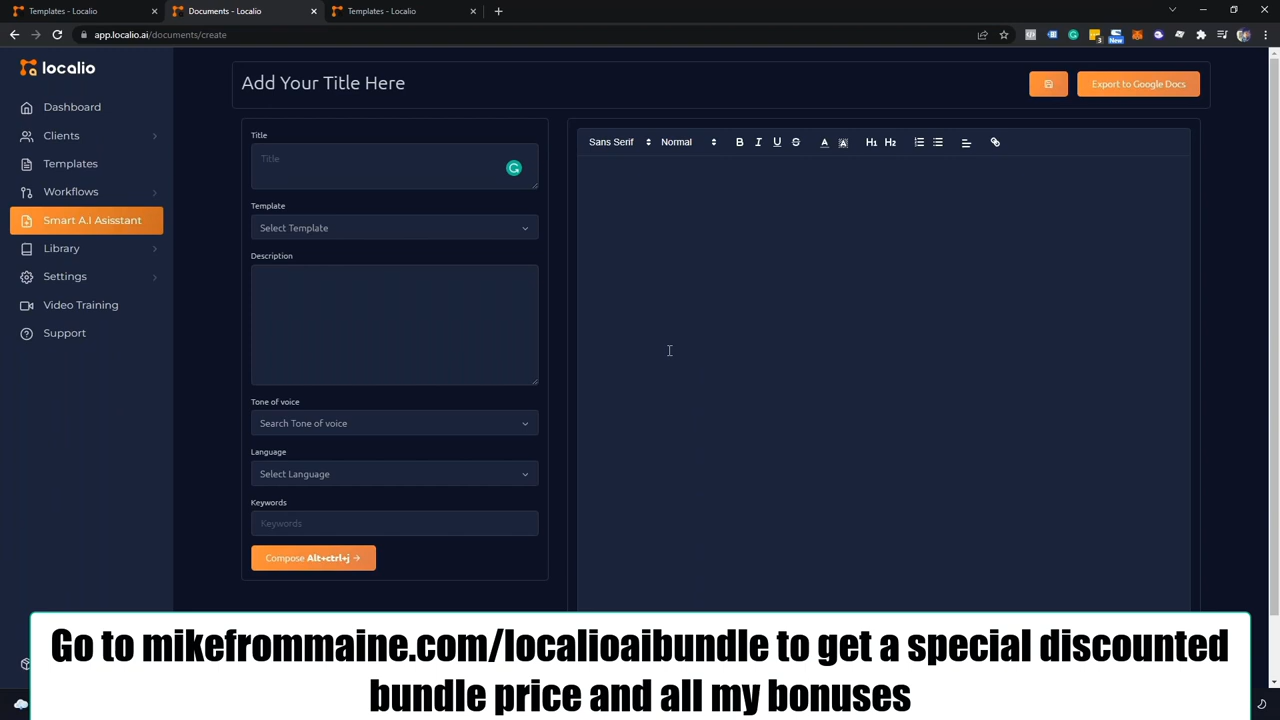 Templates - Localio
Documents - Localio
Templates - Localio
app.localio.ai/documents/create
3
New
localio
Dashboard
Clients
Templates
Workflows
Smart A.I Asisstant
Library
Settings
Video Training
Support
Add Your Title Here
Export to Google Docs
Title
Title
Template
Select Template
Description
Tone of voice
Search Tone of voice
Language
Select Language
Keywords
Keywords
Compose Alt+ctrl+j →
Sans Serif
Normal
B I U S A A H1 H2
Go to mikefrommaine.com/localioaibundle to get a special discounted
bundle price and all my bonuses